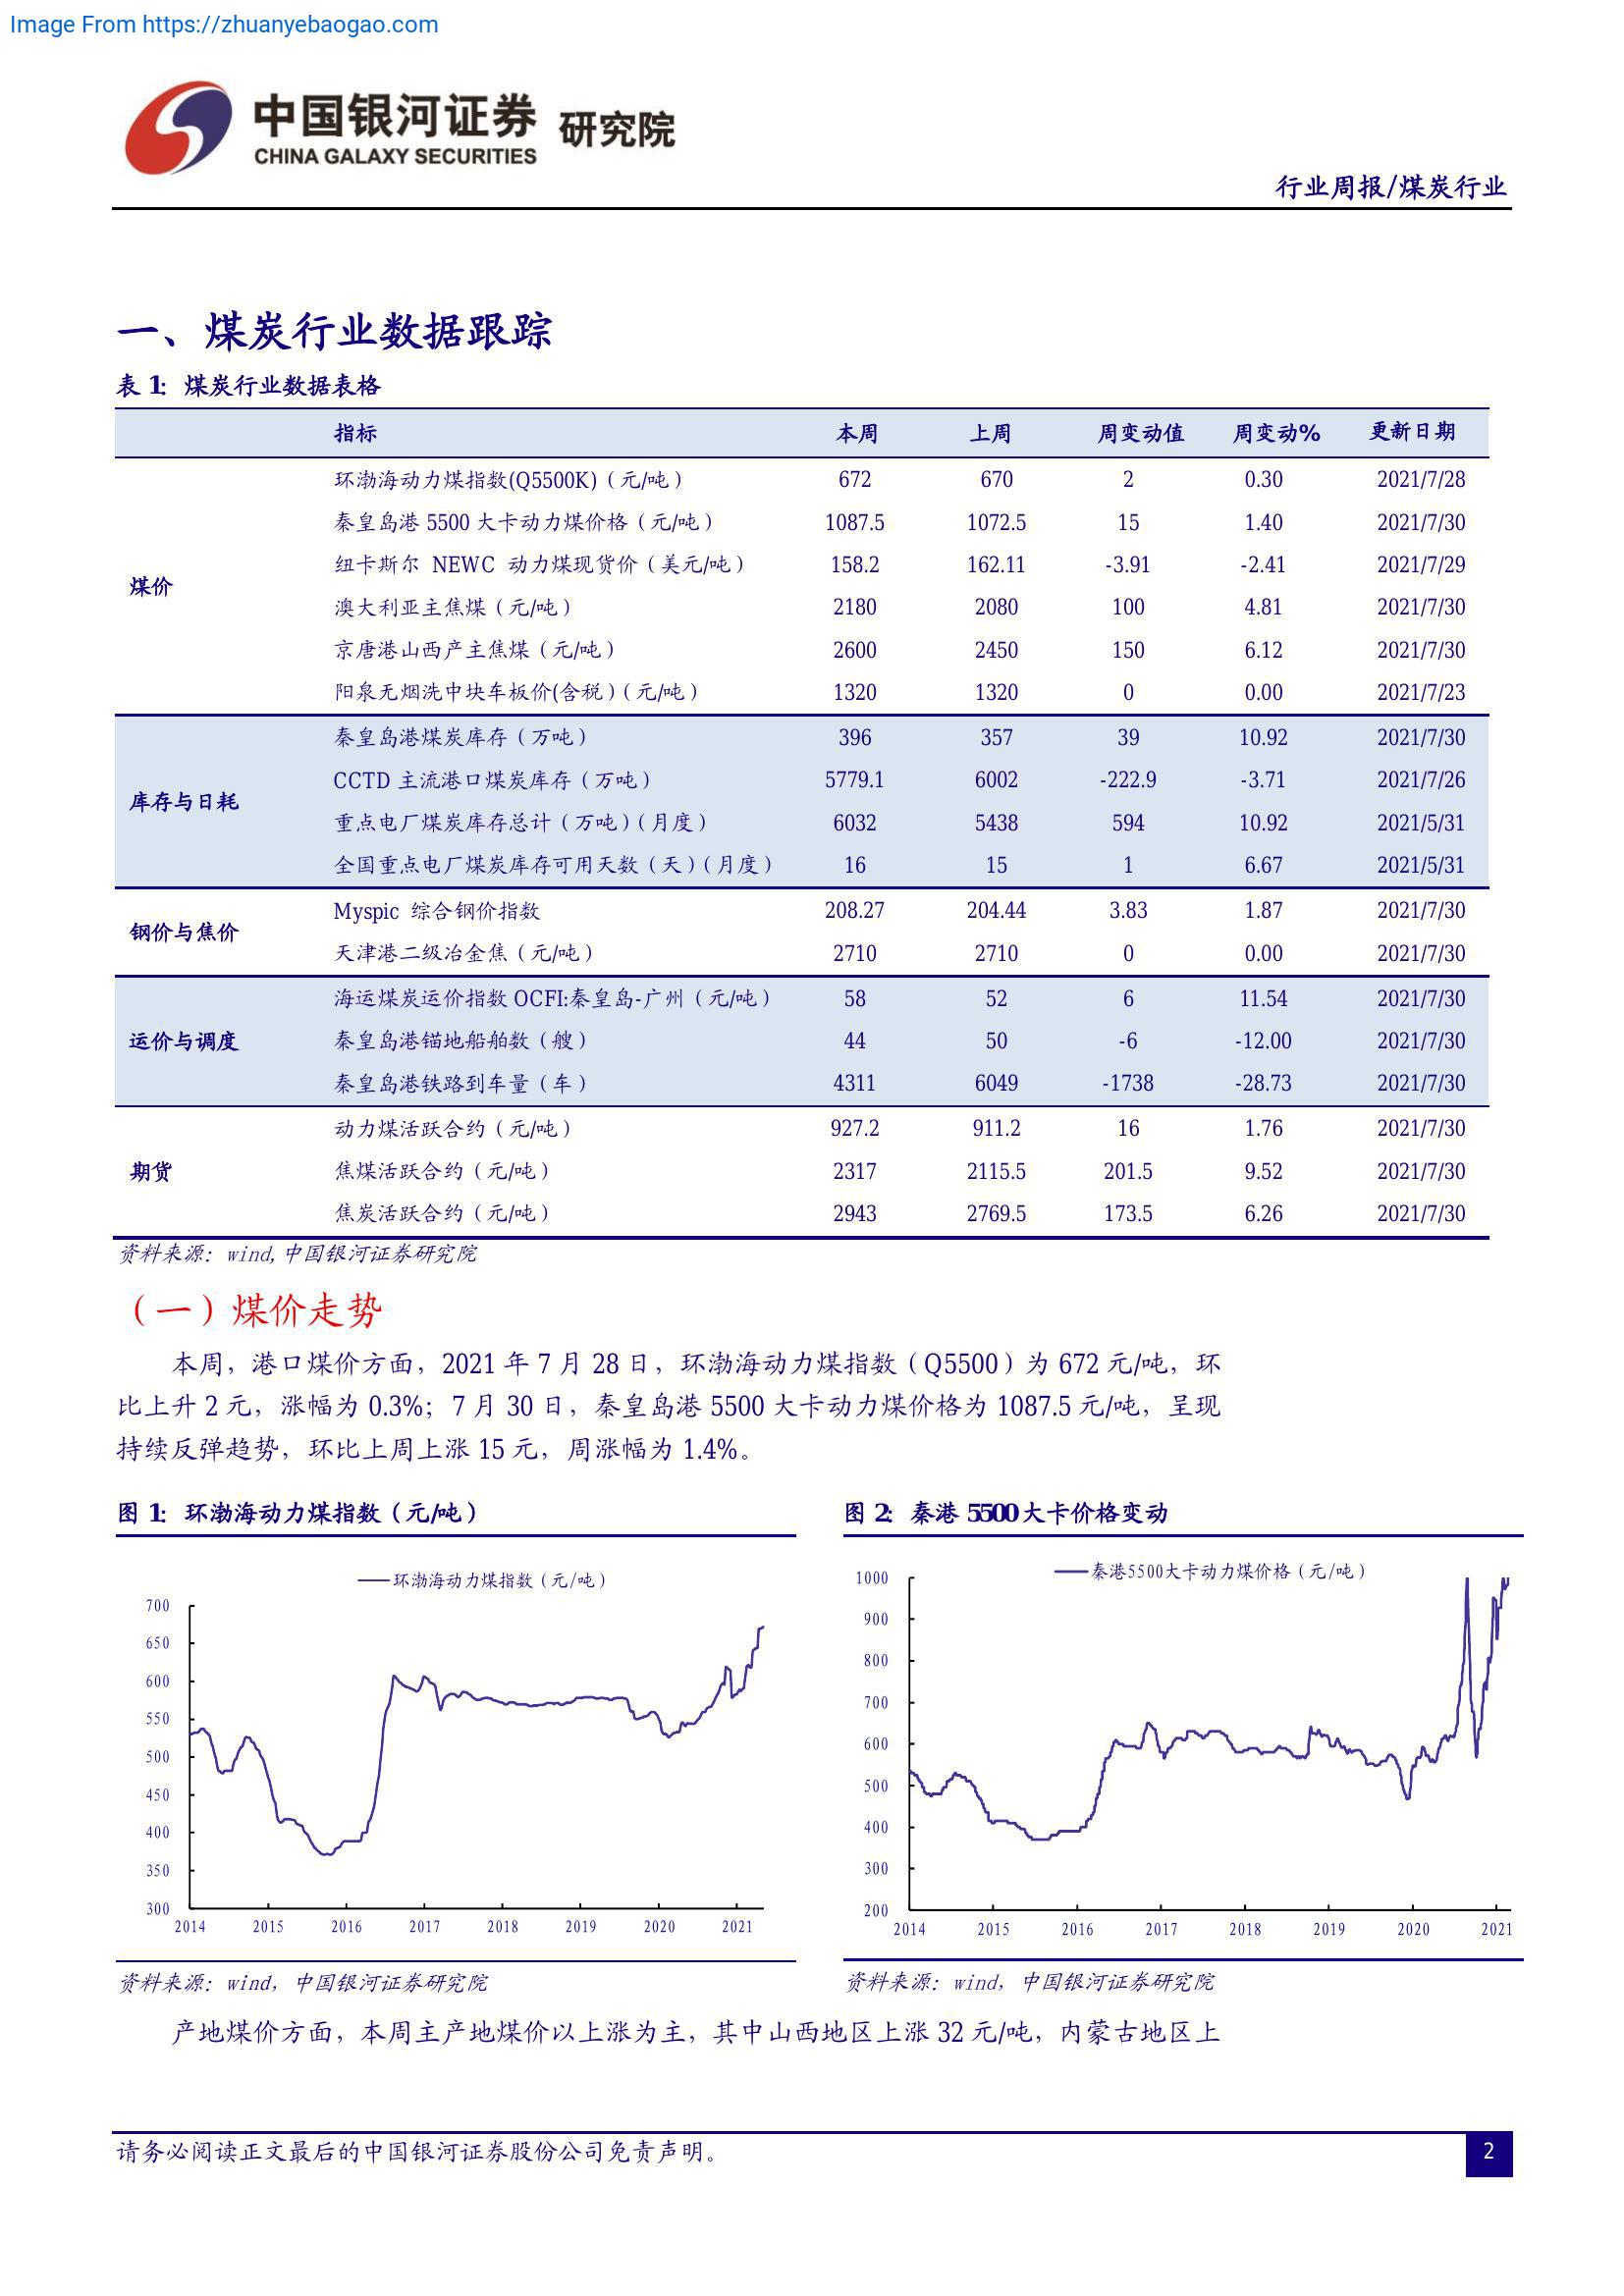 Image From https://zhuanyebaogao.com
中国银河证券 研究院
CHINA GALAXY SECURITIES
行业周报/煤炭行业
一、煤炭行业数据跟踪
表 1: 煤炭行业数据表格
指标 本周 上周 周变动值 周变动% 更新日期
煤价
环渤海动力煤指数(Q5500K)（元/吨） 672 670 2 0.30 2021/7/28
秦皇岛港 5500 大卡动力煤价格（元/吨） 1087.5 1072.5 15 1.40 2021/7/30
纽卡斯尔 NEWC 动力煤现货价（美元/吨） 158.2 162.11 -3.91 -2.41 2021/7/29
澳大利亚主焦煤（元/吨） 2180 2080 100 4.81 2021/7/30
京唐港山西产主焦煤（元/吨） 2600 2450 150 6.12 2021/7/30
阳泉无烟洗中块车板价(含税)（元/吨） 1320 1320 0 0.00 2021/7/23
库存与日耗
秦皇岛港煤炭库存（万吨） 396 357 39 10.92 2021/7/30
CCTD 主流港口煤炭库存（万吨） 5779.1 6002 -222.9 -3.71 2021/7/26
重点电厂煤炭库存总计（万吨）（月度） 6032 5438 594 10.92 2021/5/31
全国重点电厂煤炭库存可用天数（天）（月度） 16 15 1 6.67 2021/5/31
钢价与焦价
Myspic 综合钢价指数 208.27 204.44 3.83 1.87 2021/7/30
天津港二级冶金焦（元/吨） 2710 2710 0 0.00 2021/7/30
运价与调度
海运煤炭运价指数 OCFI:秦皇岛-广州（元/吨） 58 52 6 11.54 2021/7/30
秦皇岛港锚地船舶数（艘） 44 50 -6 -12.00 2021/7/30
秦皇岛港铁路到车量（车） 4311 6049 -1738 -28.73 2021/7/30
期货
动力煤活跃合约（元/吨） 927.2 911.2 16 1.76 2021/7/30
焦煤活跃合约（元/吨） 2317 2115.5 201.5 9.52 2021/7/30
焦炭活跃合约（元/吨） 2943 2769.5 173.5 6.26 2021/7/30
资料来源：wind,中国银河证券研究院
（一）煤价走势
本周，港口煤价方面，2021 年 7 月 28 日，环渤海动力煤指数（Q5500）为 672 元/吨，环
比上升 2 元，涨幅为 0.3%；7 月 30 日，秦皇岛港 5500 大卡动力煤价格为 1087.5 元/吨，呈现
持续反弹趋势，环比上周上涨 15 元，周涨幅为 1.4%。
图 1: 环渤海动力煤指数（元/吨）
环渤海动力煤指数（元/吨）
700
650
600
550
500
450
400
350
300
2014 2015 2016 2017 2018 2019 2020 2021
资料来源：wind，中国银河证券研究院
图 2: 秦港 5500大卡价格变动
秦港5500大卡动力煤价格（元/吨）
1000
900
800
700
600
500
400
300
200
2014 2015 2016 2017 2018 2019 2020 2021
资料来源：wind，中国银河证券研究院
产地煤价方面，本周主产地煤价以上涨为主，其中山西地区上涨 32 元/吨，内蒙古地区上
请务必阅读正文最后的中国银河证券股份公司免责声明。
2